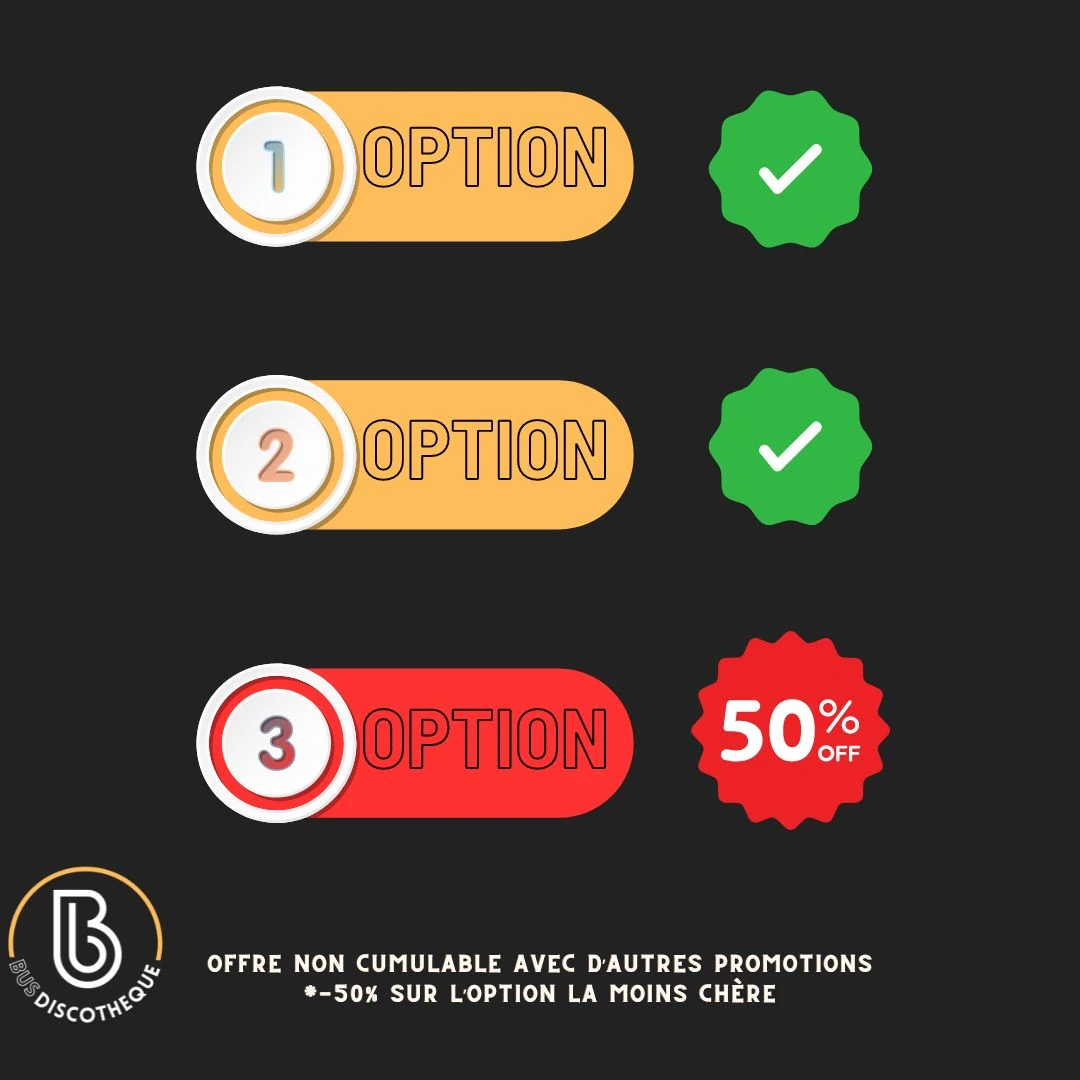 1 OPTION
2 OPTION
3 OPTION
50%
OFF
BUS DISCOTHEQUE
OFFRE NON CUMULABLE AVEC D'AUTRES PROMOTIONS
*-50% SUR L'OPTION LA MOINS CHÈRE